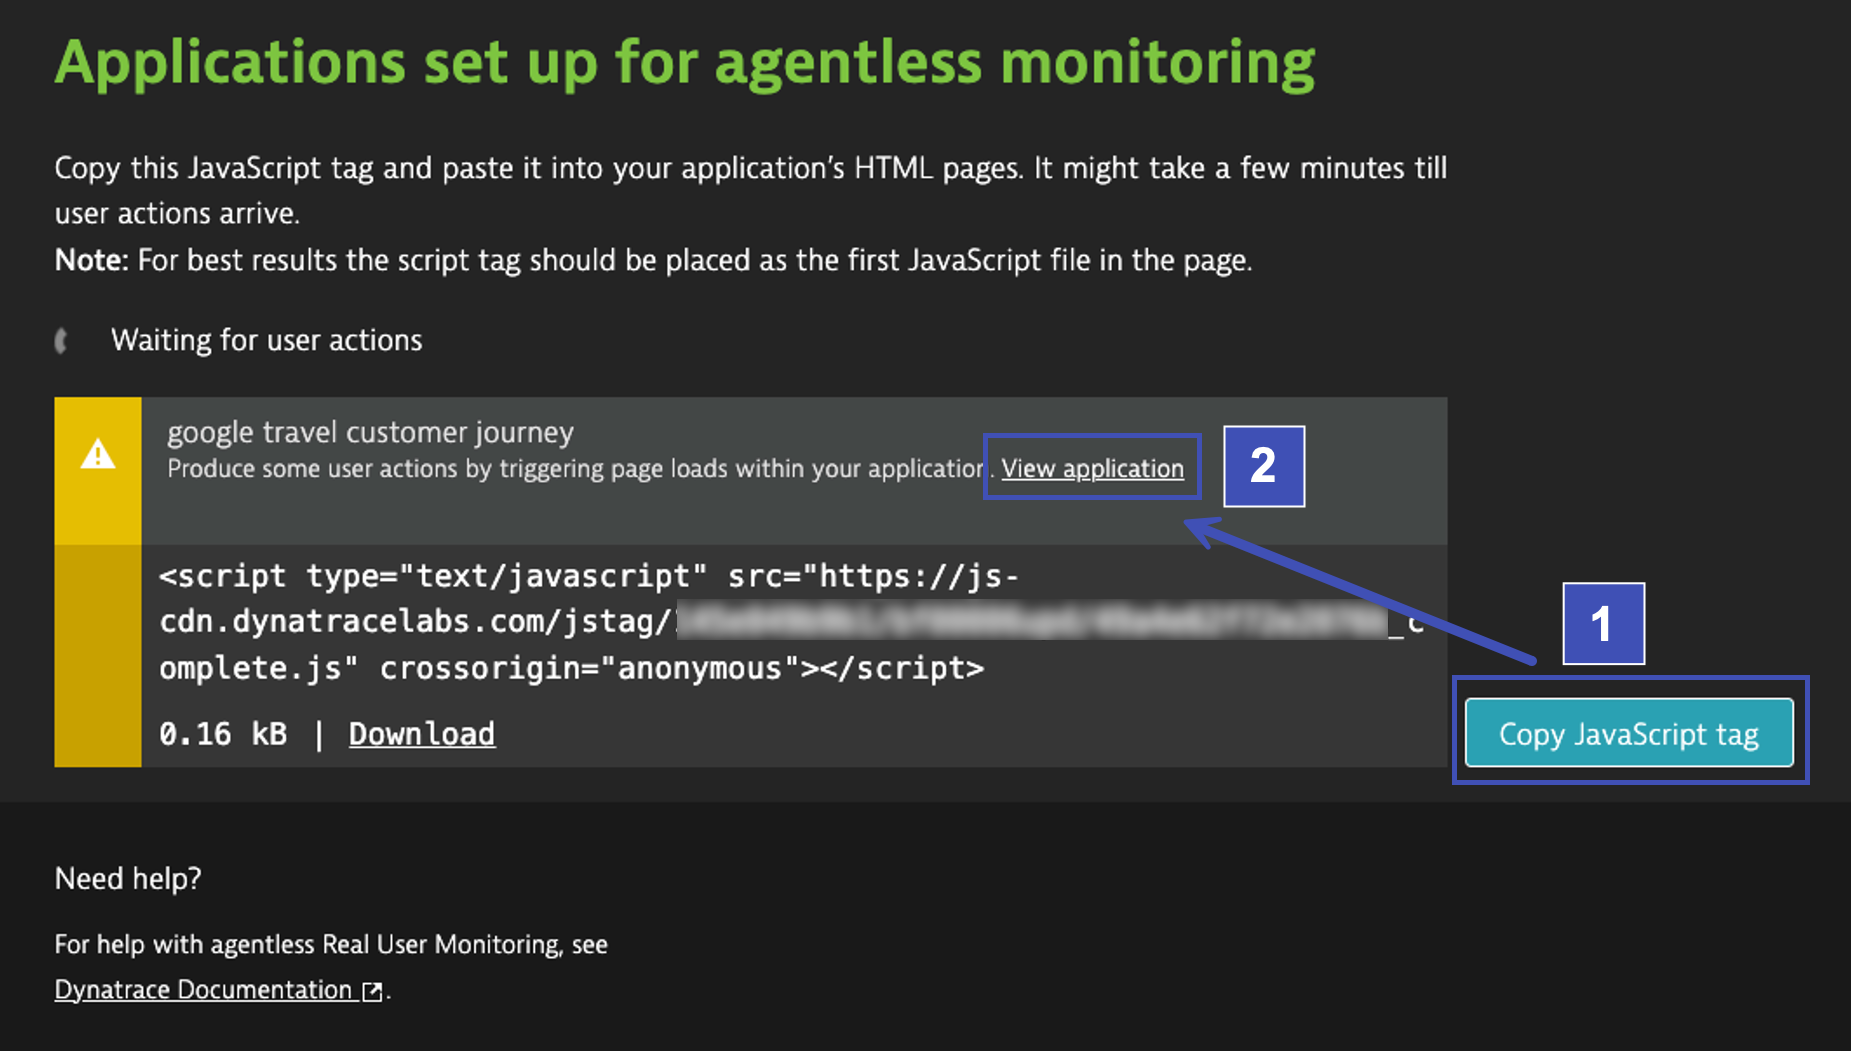 Applications set up for agentless monitoring
Copy this JavaScript tag and paste it into your application's HTML pages. It might take a few minutes till
user actions arrive.
Note: For best results the script tag should be placed as the first JavaScript file in the page.
Waiting for user actions
google travel customer journey
Produce some user actions by triggering page loads within your application. View application
2
<script type="text/javascript" src="https://js-
cdn.dynatracelabs.com/jstag/ _c
omplete.js" crossorigin="anonymous"></script>
1
0.16 kB | Download
Copy JavaScript tag
Need help?
For help with agentless Real User Monitoring, see
Dynatrace Documentation .